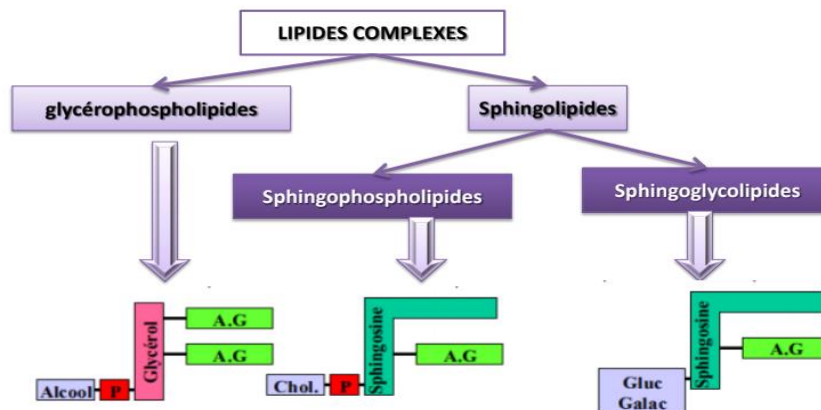 LIPIDES COMPLEXES
glycérophospholipides
Sphingolipides
Sphingophospholipides
Sphingoglycolipides
Glycérol
A.G
A.G
Alcool
P
Sphingosine
A.G
Chol.
P
Sphingosine
A.G
Gluc
Galac